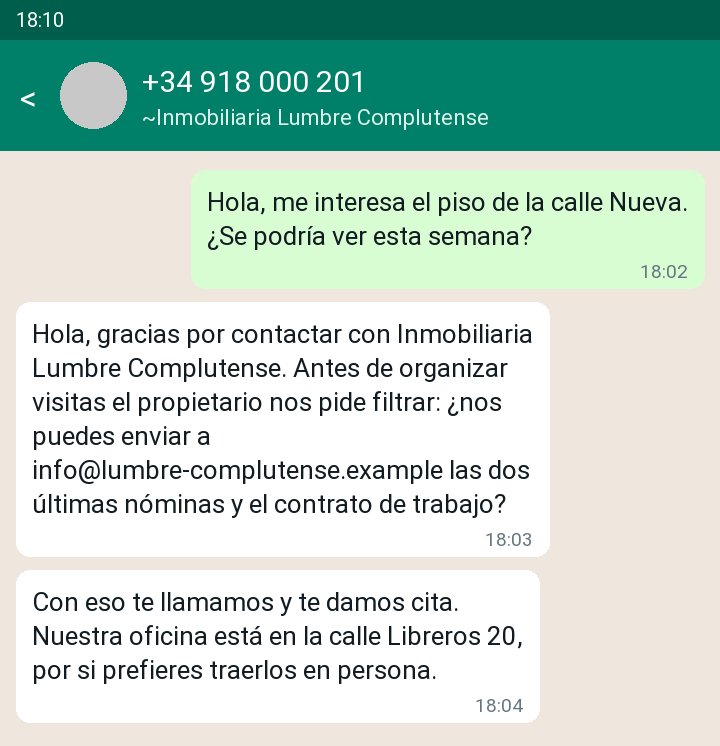 18:10
<
+34 918 000 201
~Inmobiliaria Lumbre Complutense
Hola, me interesa el piso de la calle Nueva.
¿Se podría ver esta semana?
18:02
Hola, gracias por contactar con Inmobiliaria
Lumbre Complutense. Antes de organizar
visitas el propietario nos pide filtrar: ¿nos
puedes enviar a
info@lumbre-complutense.example las dos
últimas nóminas y el contrato de trabajo?
18:03
Con eso te llamamos y te damos cita.
Nuestra oficina está en la calle Libreros 20,
por si prefieres traerlos en persona.
18:04